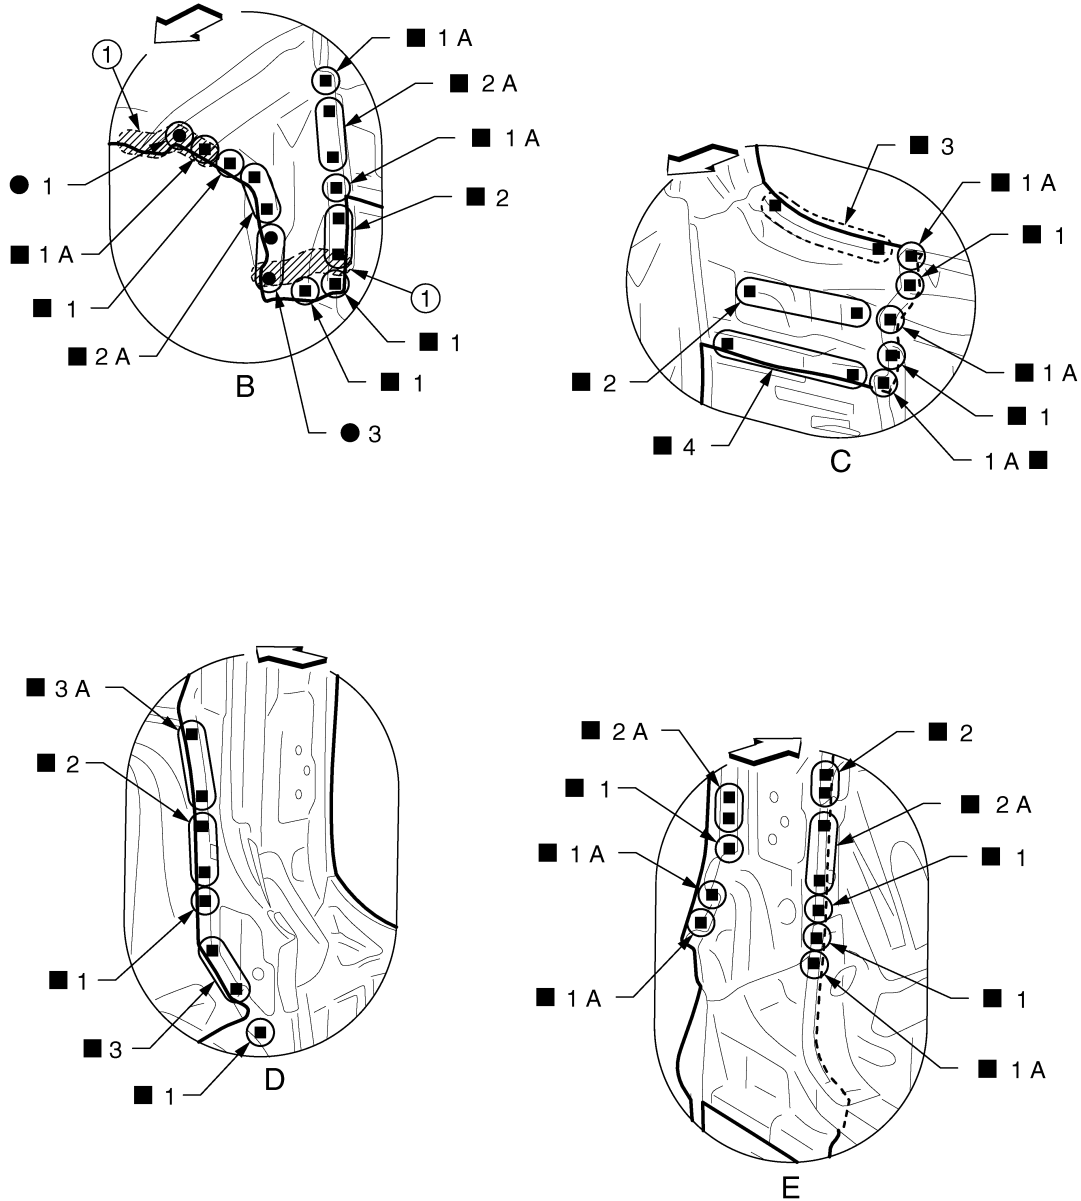 ■ 1 A
1
■ 2 A
■ 1 A
● 1
■ 2
■ 1 A
1
■ 1
■ 1
■ 2 A
■ 1
B
● 3
■ 3
■ 1 A
■ 1
■ 2
■ 1 A
■ 1
■ 4
1 A ■
C
■ 3 A
■ 2
■ 1
■ 3
■ 1
D
■ 2 A
■ 2
■ 1
■ 2 A
■ 1 A
■ 1
■ 1 A
■ 1
■ 1 A
E